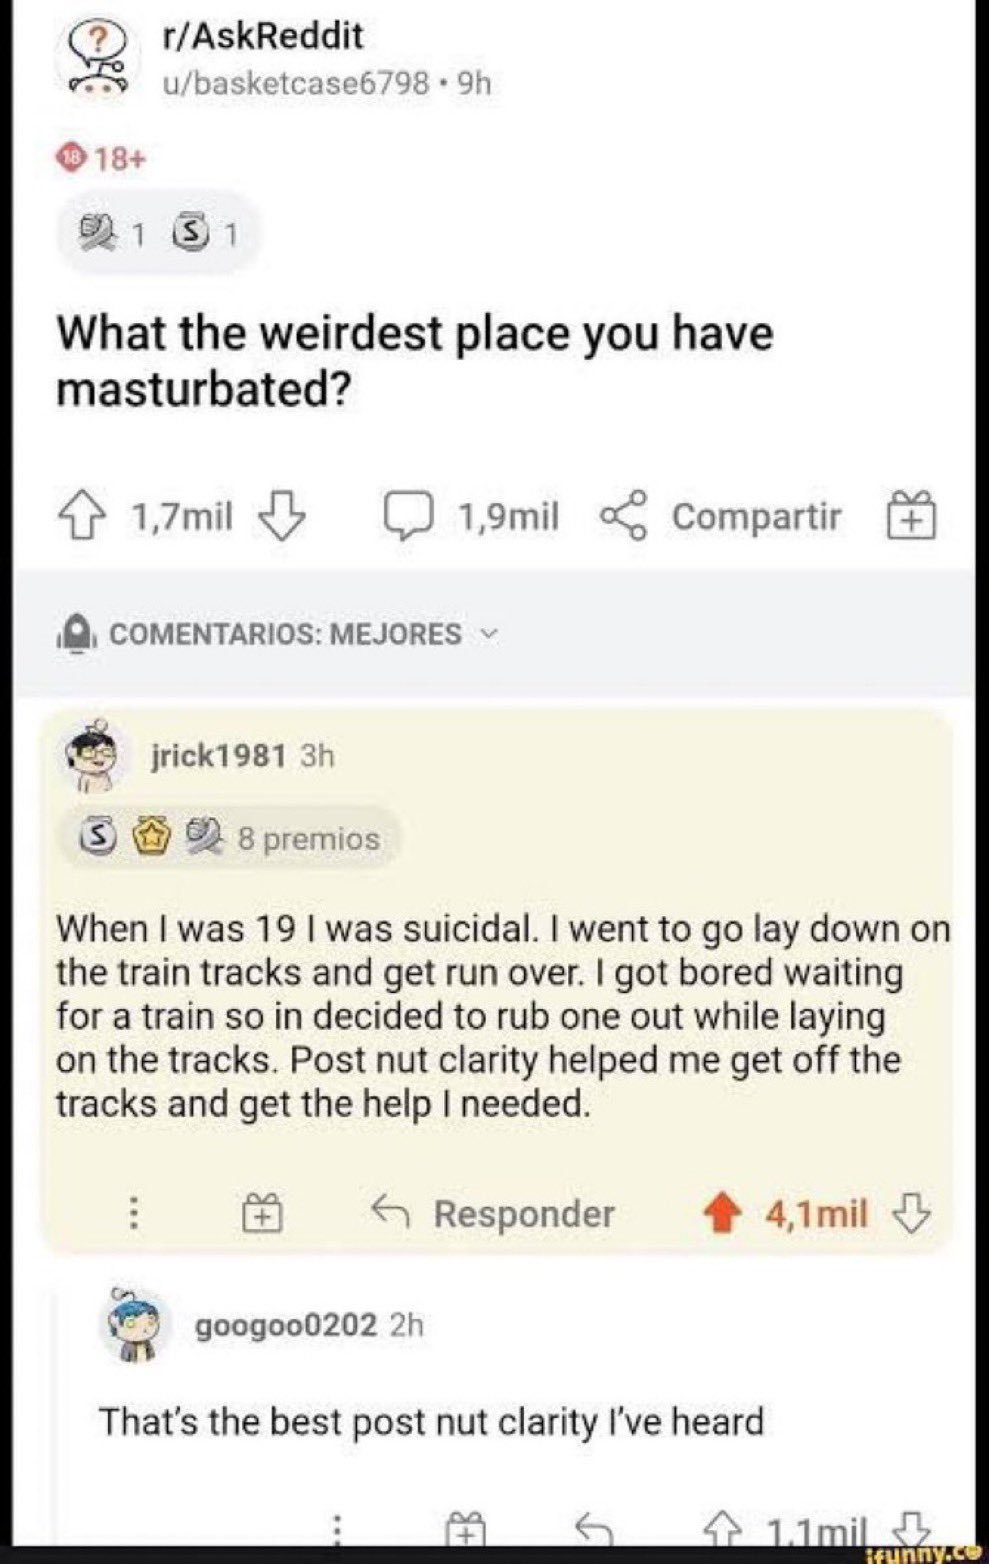 r/AskReddit
u/basketcase6798 • 9h
18 18+
1 S 1
What the weirdest place you have
masturbated?
1,7mil 1,9mil Compartir
COMENTARIOS: MEJORES
jrick1981 3h
S 8 premios
When I was 19 I was suicidal. I went to go lay down on
the train tracks and get run over. I got bored waiting
for a train so in decided to rub one out while laying
on the tracks. Post nut clarity helped me get off the
tracks and get the help I needed.
Responder 4,1mil
googoo0202 2h
That's the best post nut clarity I've heard
1,1mil
ifunny.co